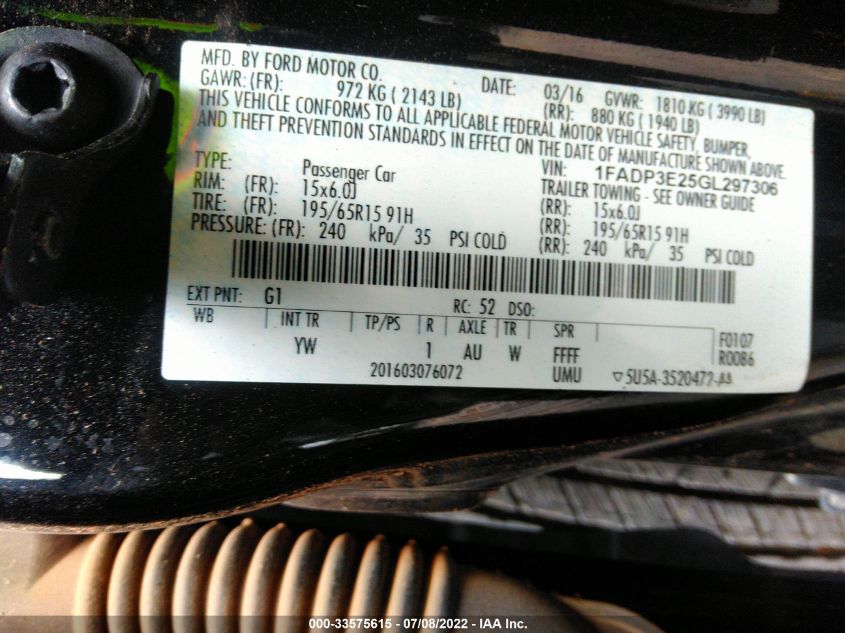 MFD. BY FORD MOTOR CO. DATE: 03/16 GVWR: 1810 KG ( 3990 LB)
GAWR: (FR): 972 KG ( 2143 LB) (RR): 880 KG ( 1940 LB)
THIS VEHICLE CONFORMS TO ALL APPLICABLE FEDERAL MOTOR VEHICLE SAFETY, BUMPER,
AND THEFT PREVENTION STANDARDS IN EFFECT ON THE DATE OF MANUFACTURE SHOWN ABOVE.
VIN: 1FADP3E25GL297306
TYPE: Passenger Car TRAILER TOWING - SEE OWNER GUIDE
RIM: (FR): 15x6.0J (RR): 15x6.0J
TIRE: (FR): 195/65R15 91H (RR): 195/65R15 91H
PRESSURE: (FR): 240 kPa/ 35 PSI COLD (RR): 240 kPa/ 35 PSI COLD
EXT PNT: G1 RC: 52 DSO:
WB INT TR TP/PS R AXLE TR SPR F0107
YW 1 AU W FFFF R0086
201603076072 UMU ▽5U5A-3520472-AA
000-33575615 - 07/08/2022 - IAA Inc.